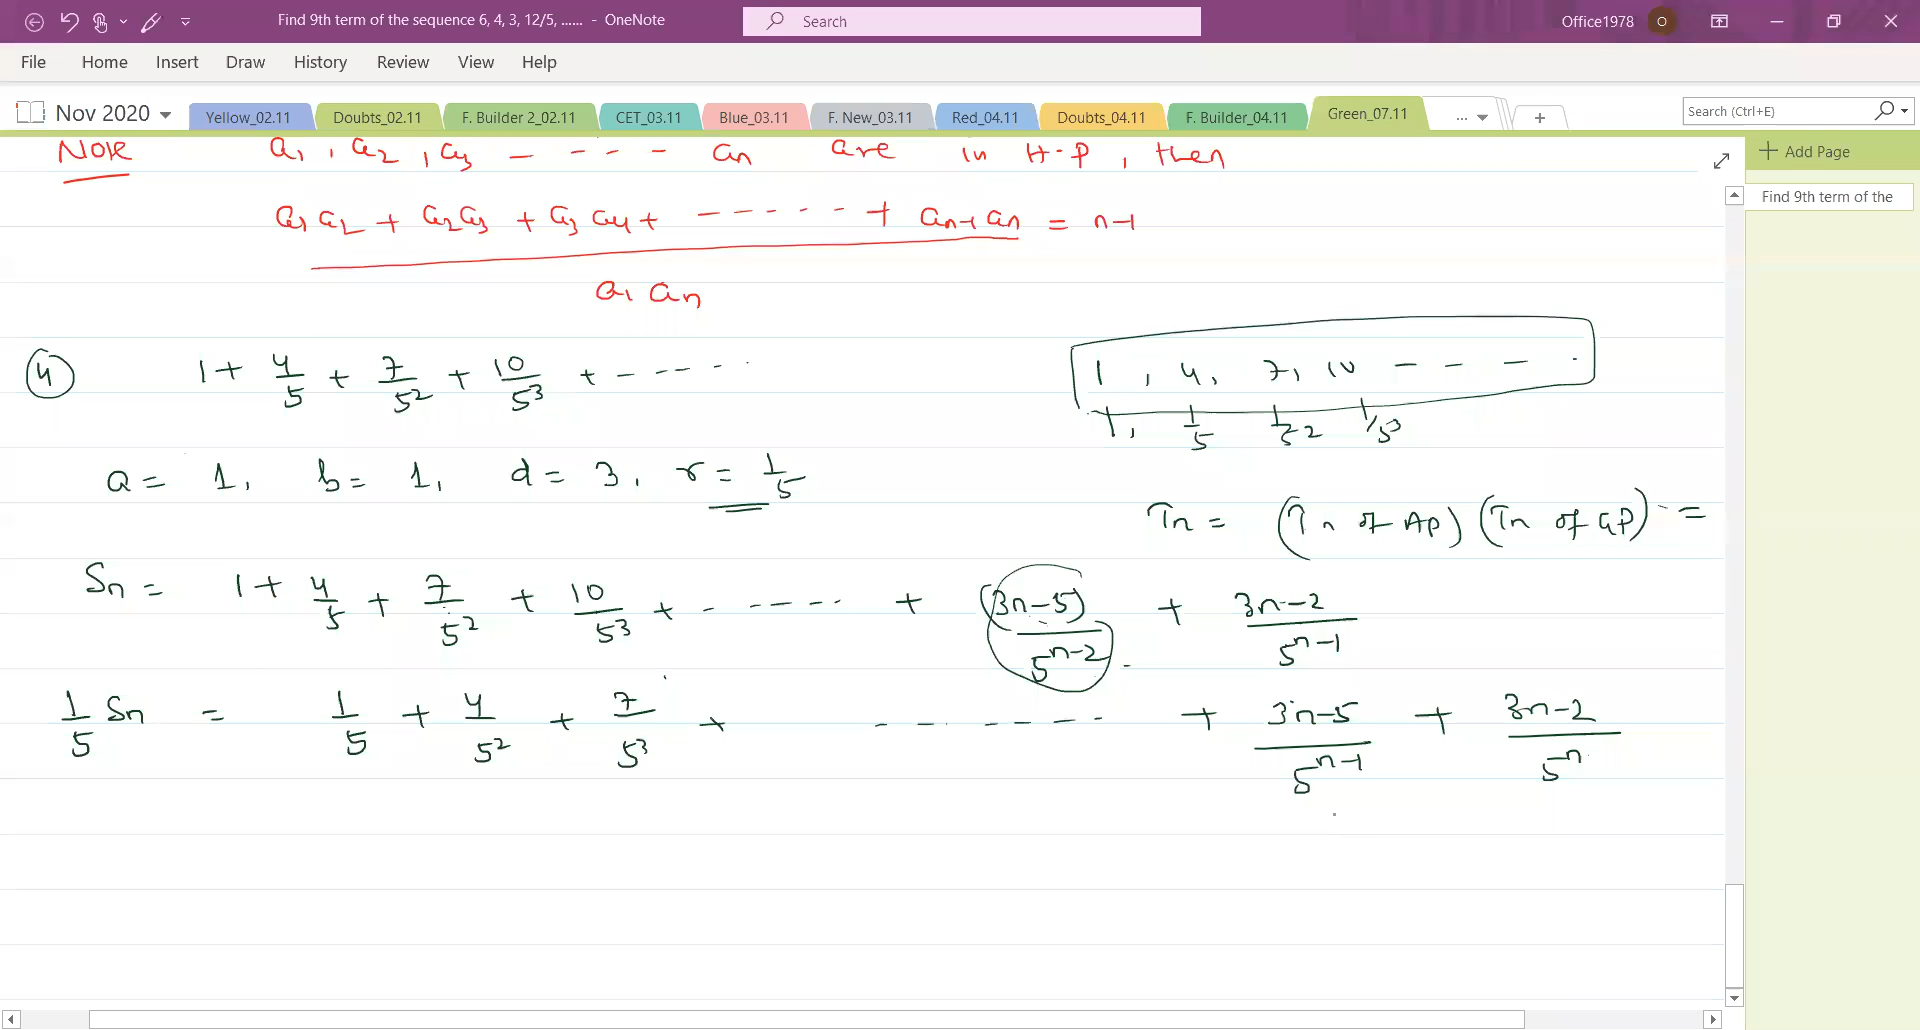 Find 9th term of the sequence 6, 4, 3, 12/5, ...... - OneNote
Search
Office1978
O
File Home Insert Draw History Review View Help
Nov 2020
Yellow_02.11 Doubts_02.11 F. Builder 2_02.11 CET_03.11 Blue_03.11 F. New_03.11 Red_04.11 Doubts_04.11 F. Builder_04.11 Green_07.11 ... +
Search (Ctrl+E)
+ Add Page
Find 9th term of the
Note a₁, a₂, a₃ - - - - - aₙ are in H.P, then
a₁a₂ + a₂a₃ + a₃a₄ + - - - - - - + aₙ₋₁aₙ = n-1
a₁ aₙ
④ 1 + 4/5 + 7/5² + 10/5³ + - - - - -
1, 4, 7, 10 - - - -
1, 1/5 1/5² 1/5³
a = 1, b = 1, d = 3, r = 1/5
Tₙ = (Tₙ of AP) (Tₙ of GP) =
Sₙ = 1 + 4/5 + 7/5² + 10/5³ + - - - - - - + (3n-5)/5ⁿ⁻² + 3n-2/5ⁿ⁻¹
1/5 Sₙ = 1/5 + 4/5² + 7/5³ + - - - - - - - + 3n-5/5ⁿ⁻¹ + 3n-2/5ⁿ